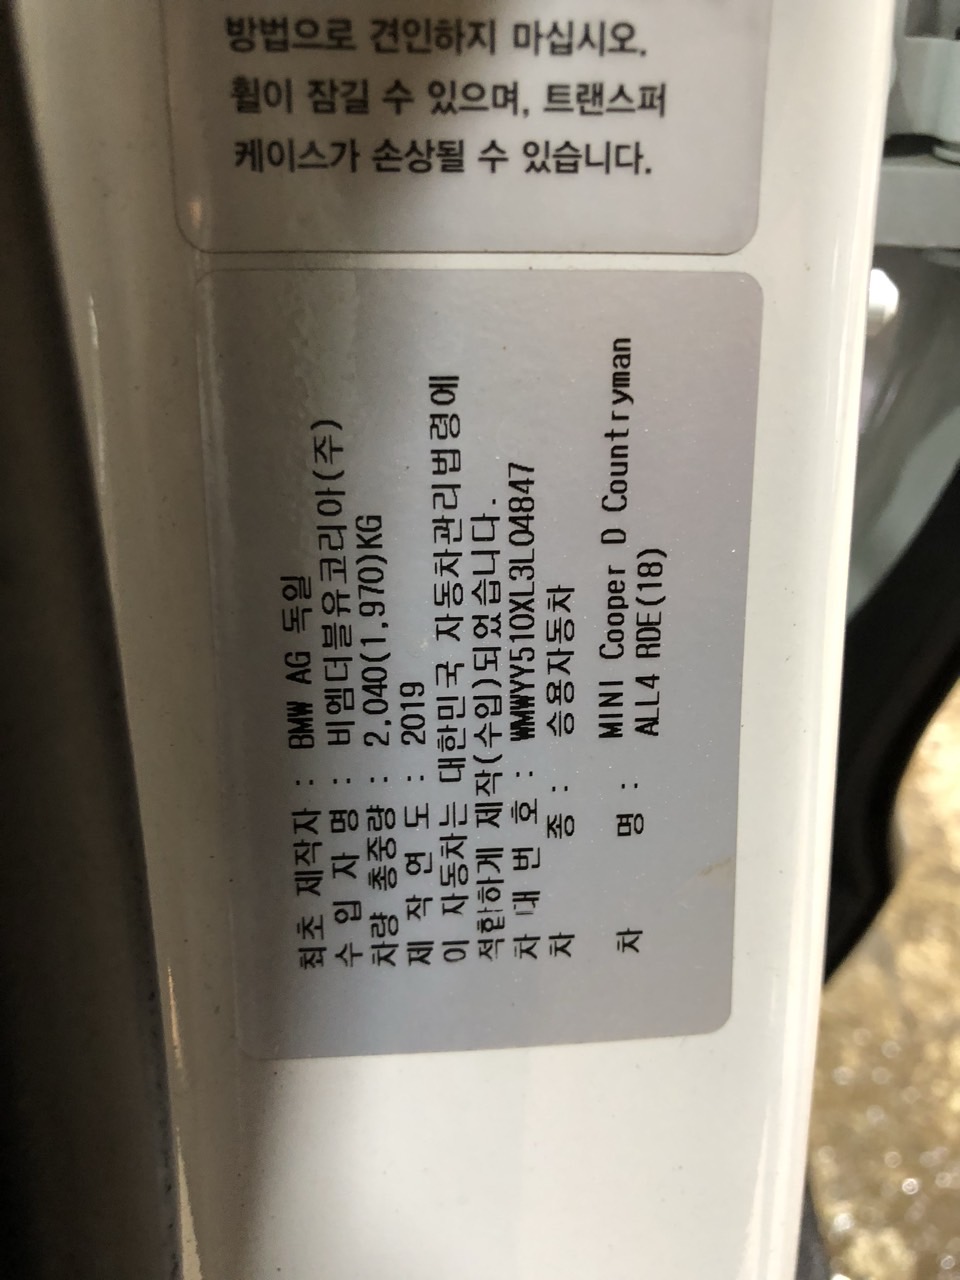 방법으로 견인하지 마십시오.
휠이 잠길 수 있으며, 트랜스퍼
케이스가 손상될 수 있습니다.
최초 제작자 : BMW AG 독일
수 입 자 명 : 비엠더블유코리아(주)
차량 총중량 : 2,040(1,970)KG
제 작 연 도 : 2019
이 자동차는 대한민국 자동차관리법령에
적합하게 제작(수입)되었습니다.
차 대 번 호 : WMWYY510XL3L04847
차 종 : 승용자동차
차 명 : MINI Cooper D Countryman
ALL4 RDE(18)